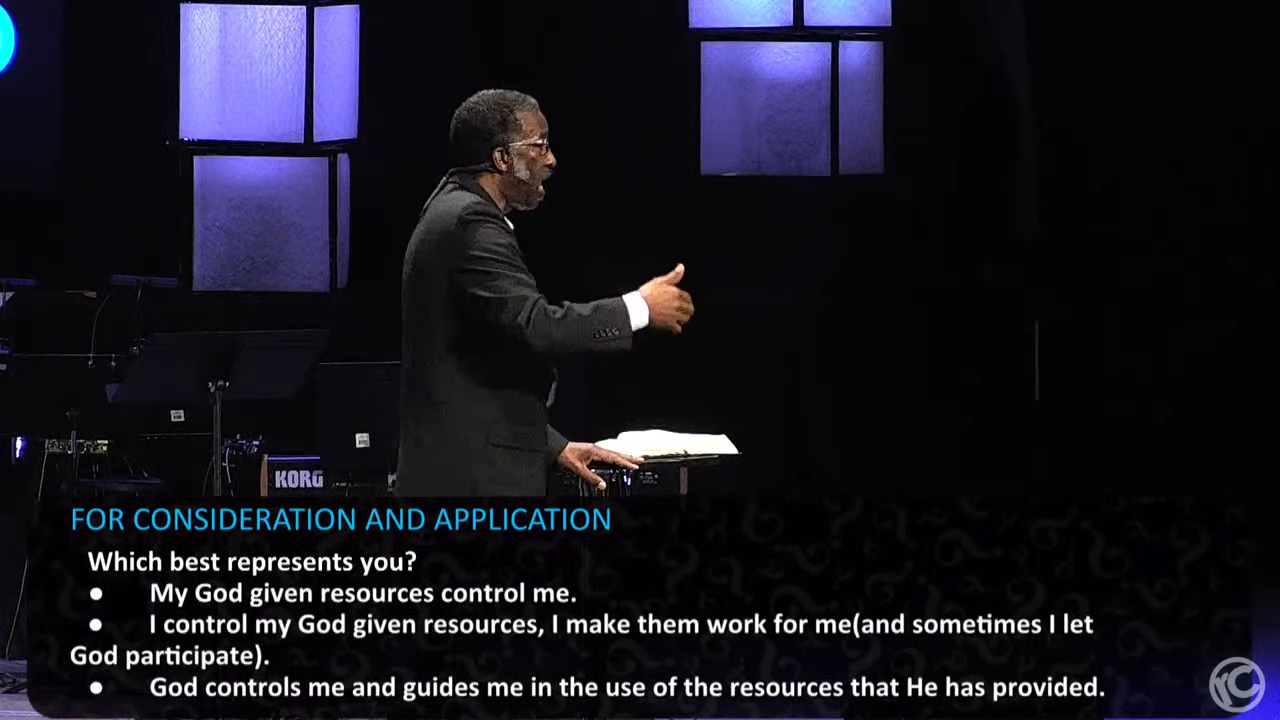 KORG
FOR CONSIDERATION AND APPLICATION
Which best represents you?
● My God given resources control me.
● I control my God given resources, I make them work for me(and sometimes I let
God participate).
● God controls me and guides me in the use of the resources that He has provided.